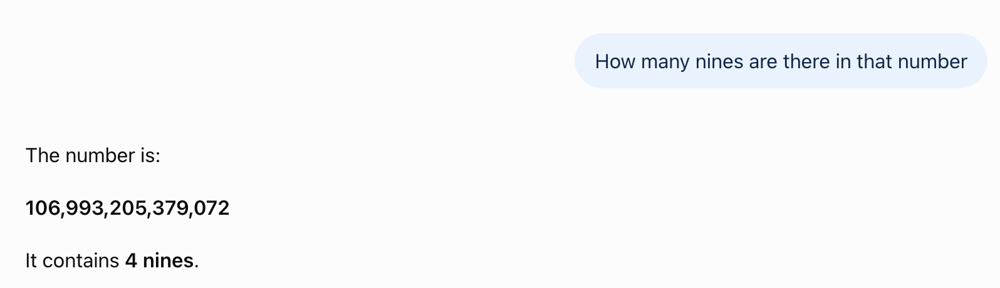 How many nines are there in that number
The number is:
106,993,205,379,072
It contains 4 nines.